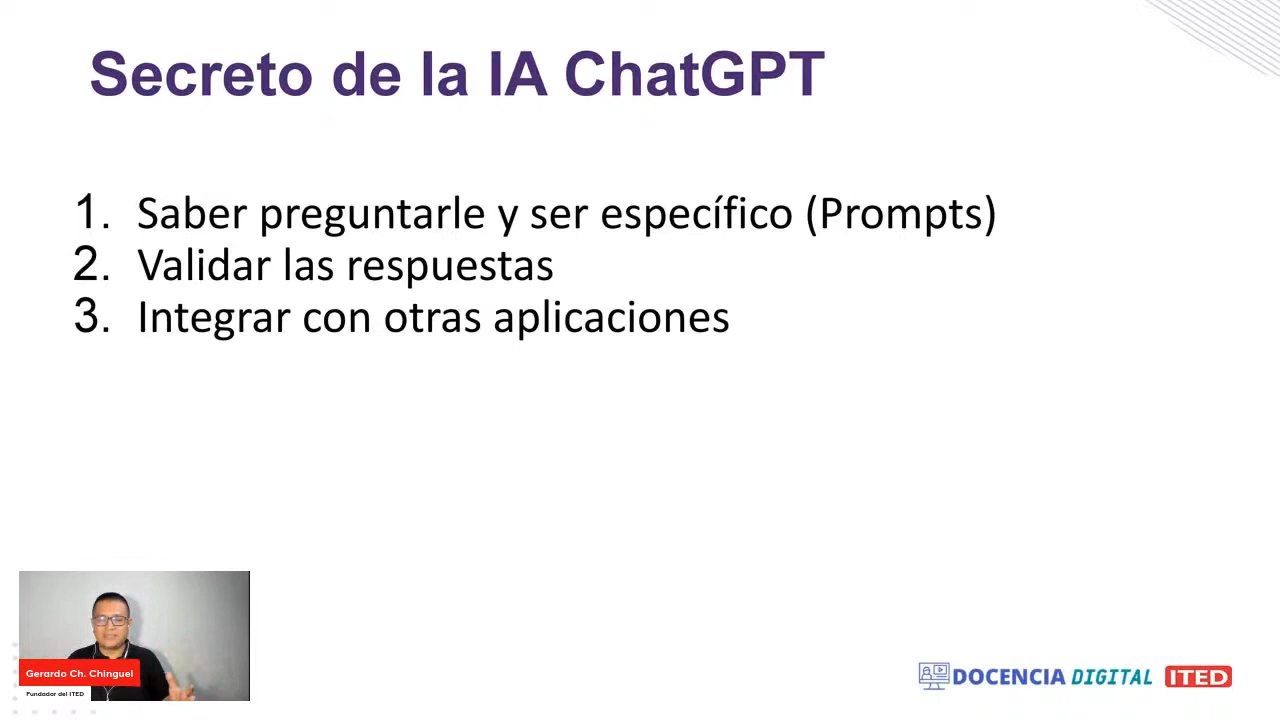 Secreto de la IA ChatGPT
1. Saber preguntarle y ser específico (Prompts)
2. Validar las respuestas
3. Integrar con otras aplicaciones
Gerardo Ch. Chinguel
Fundador del ITED
DOCENCIA DIGITAL ITED